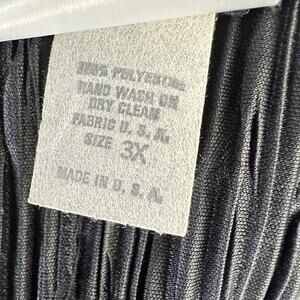 100% POLYESTER
HAND WASH OR
DRY CLEAN
FABRIC U. S. A.
SIZE 3X
MADE IN U. S. A.